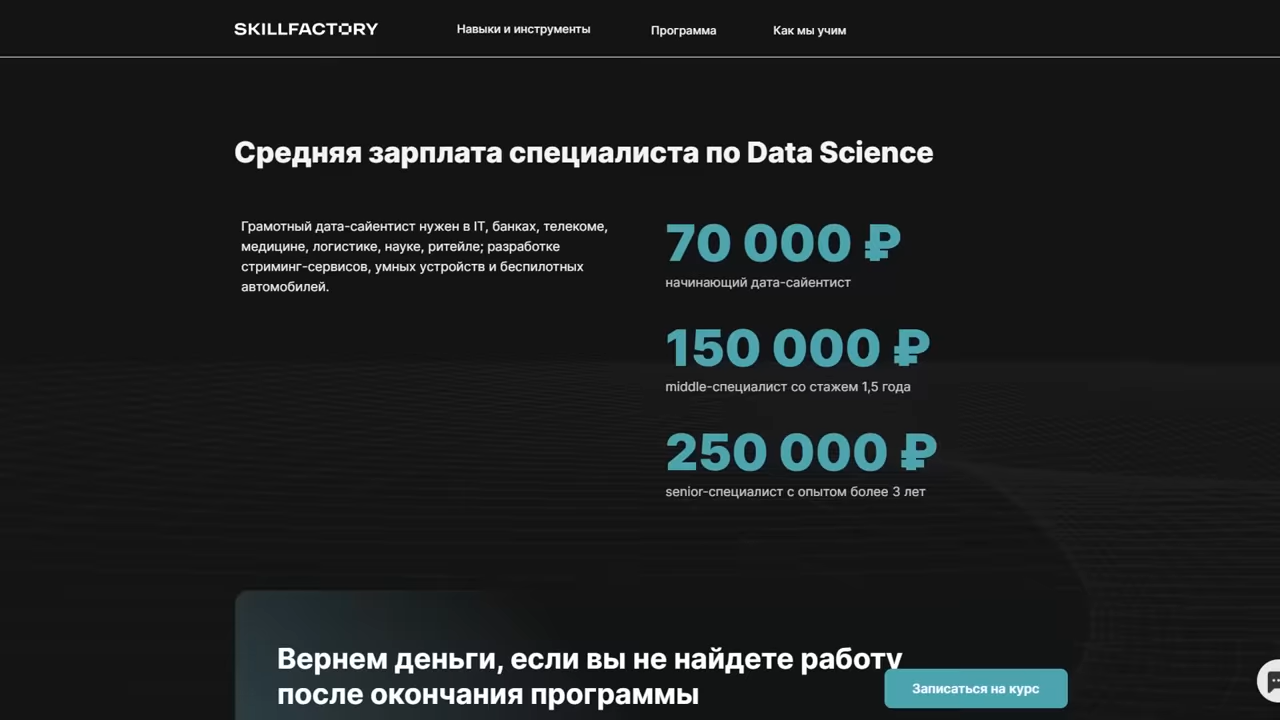 SKILLFACTORY
Навыки и инструменты
Программа
Как мы учим
Средняя зарплата специалиста по Data Science
Грамотный дата-сайентист нужен в IT, банках, телекоме,
медицине, логистике, науке, ритейле; разработке
стриминг-сервисов, умных устройств и беспилотных
автомобилей.
70 000 ₽
начинающий дата-сайентист
150 000 ₽
middle-специалист со стажем 1,5 года
250 000 ₽
senior-специалист с опытом более 3 лет
Вернем деньги, если вы не найдете работу
после окончания программы
Записаться на курс